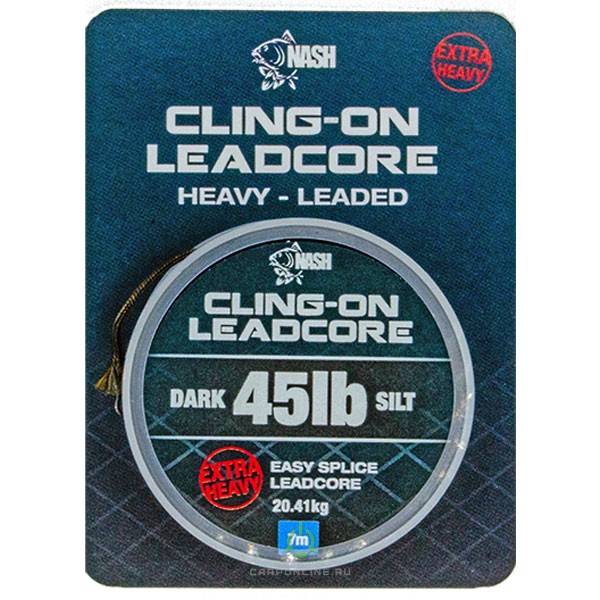 NASH
EXTRA
HEAVY
CLING-ON
LEADCORE
HEAVY - LEADED
NASH
CLING-ON
LEADCORE
DARK 45lb SILT
EXTRA
HEAVY
EASY SPLICE
LEADCORE
20.41kg
7m
CARPONLINE.RU